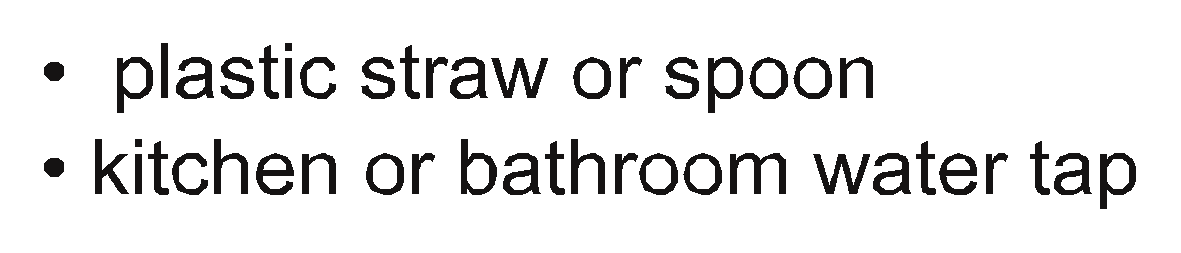 • plastic straw or spoon
• kitchen or bathroom water tap